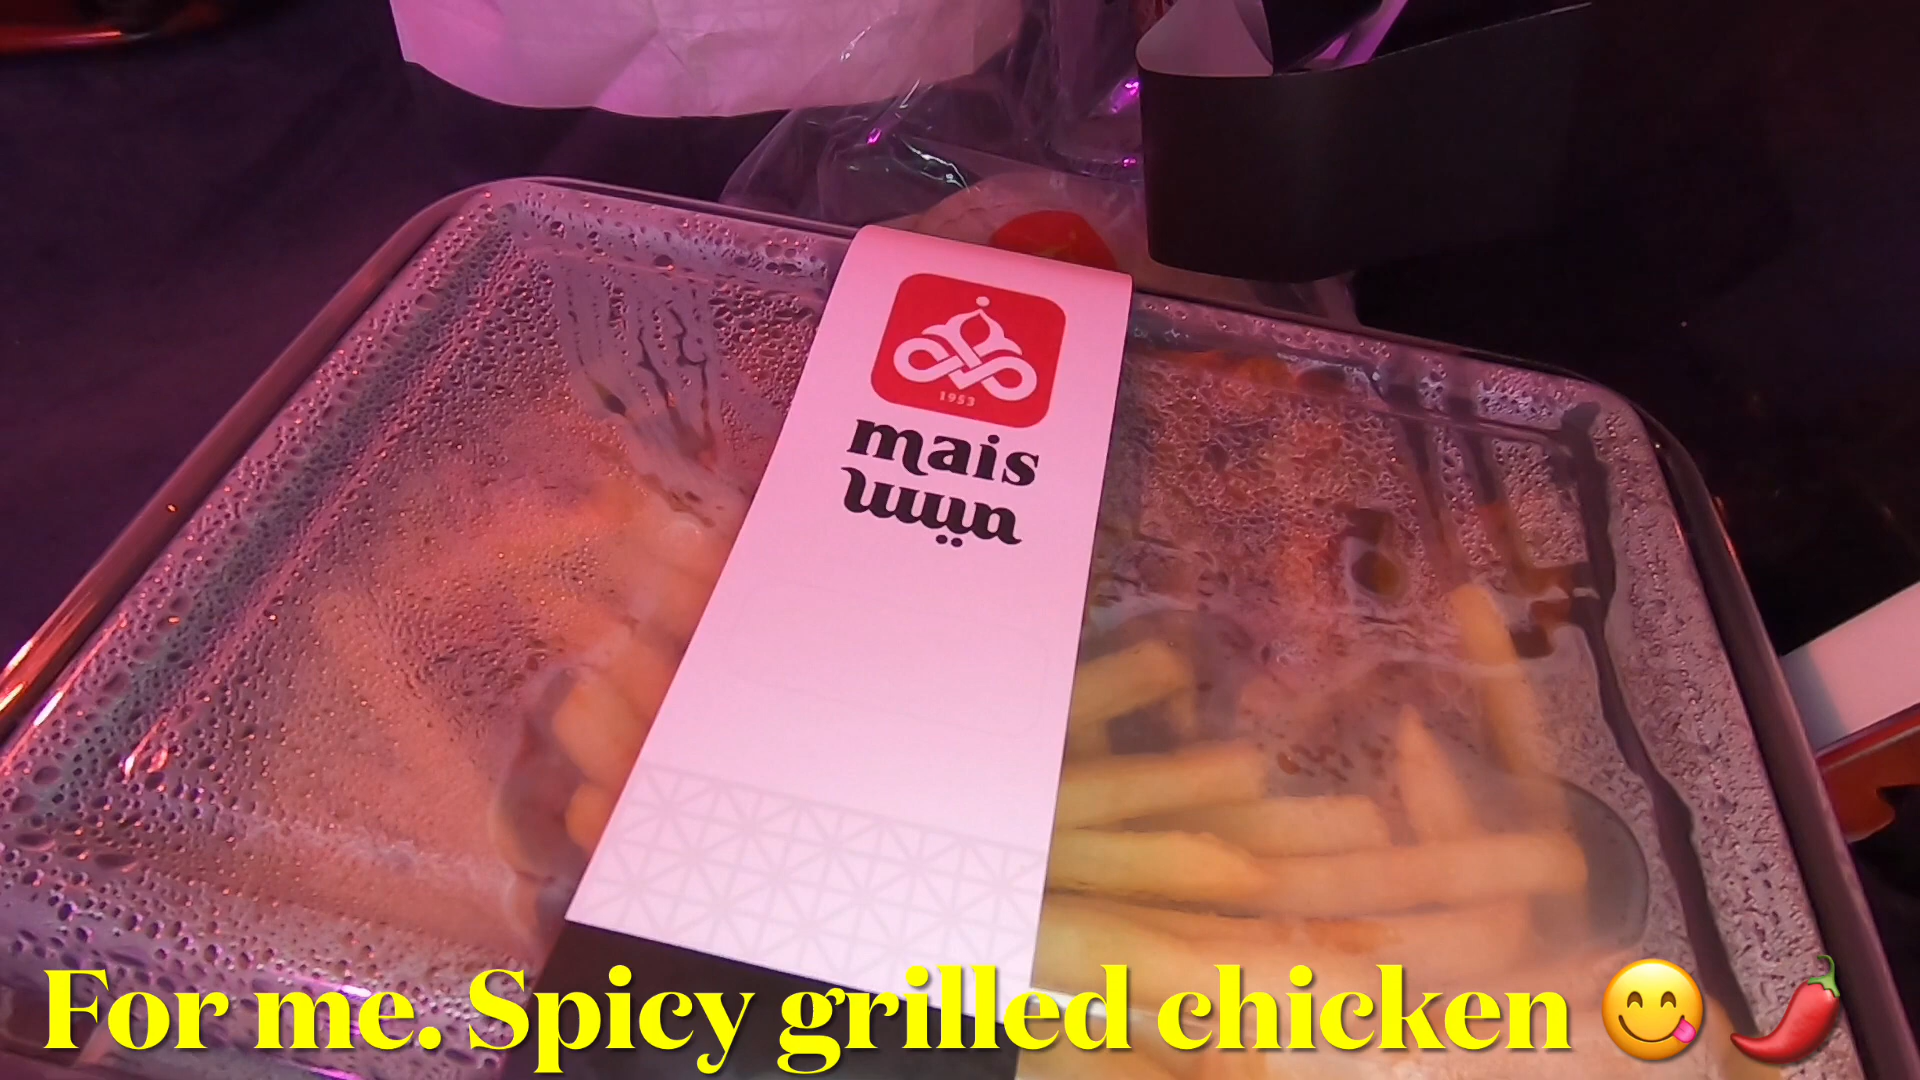 1953
mais
ميس
For me. Spicy grilled chicken 😋 🌶️